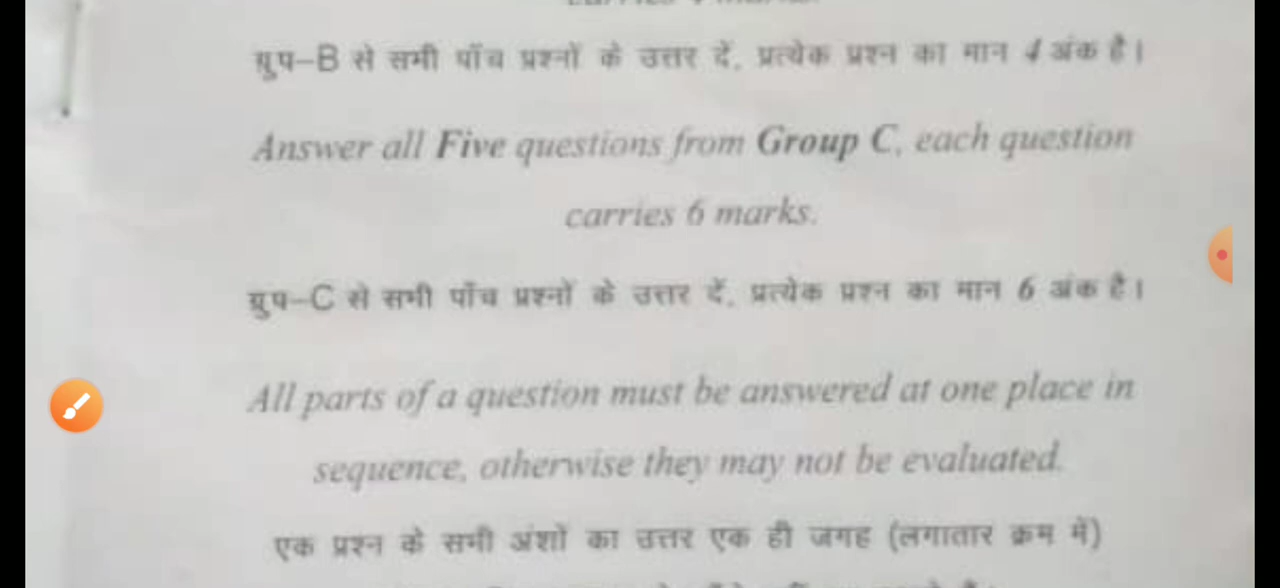 ग्रुप-B से सभी पाँच प्रश्नों के उत्तर दें, प्रत्येक प्रश्न का मान 4 अंक है।
Answer all Five questions from Group C, each question
carries 6 marks.
ग्रुप-C से सभी पाँच प्रश्नों के उत्तर दें, प्रत्येक प्रश्न का मान 6 अंक है।
All parts of a question must be answered at one place in
sequence, otherwise they may not be evaluated.
एक प्रश्न के सभी अंशों का उत्तर एक ही जगह (लगातार क्रम में)